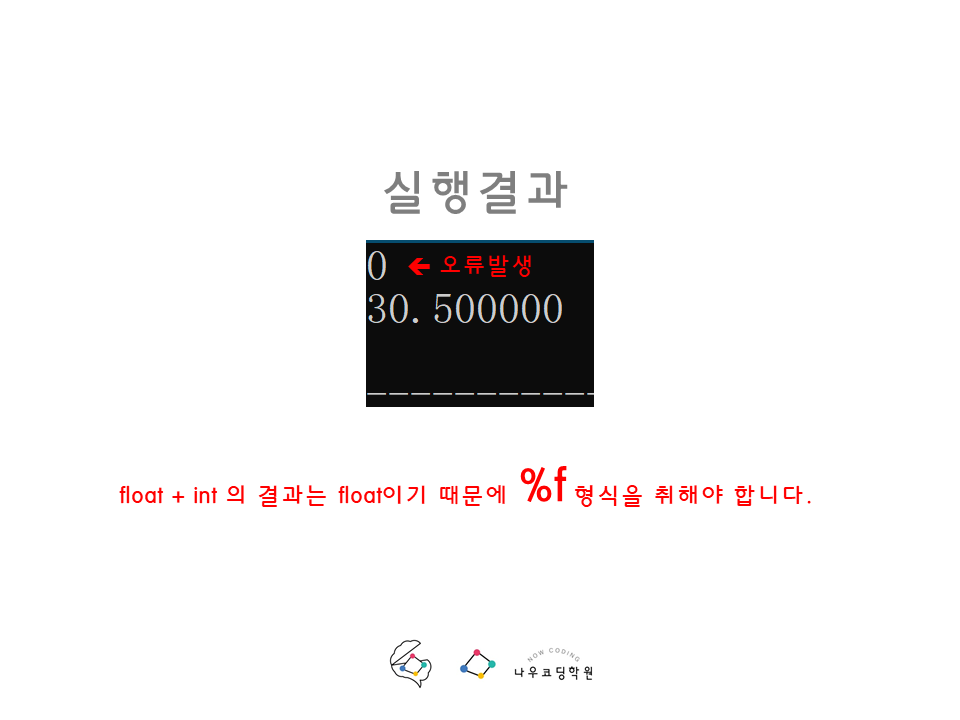 실행결과
0 ← 오류발생
30.500000
float + int 의 결과는 float이기 때문에 %f 형식을 취해야 합니다.
NOW CODING
나우코딩학원